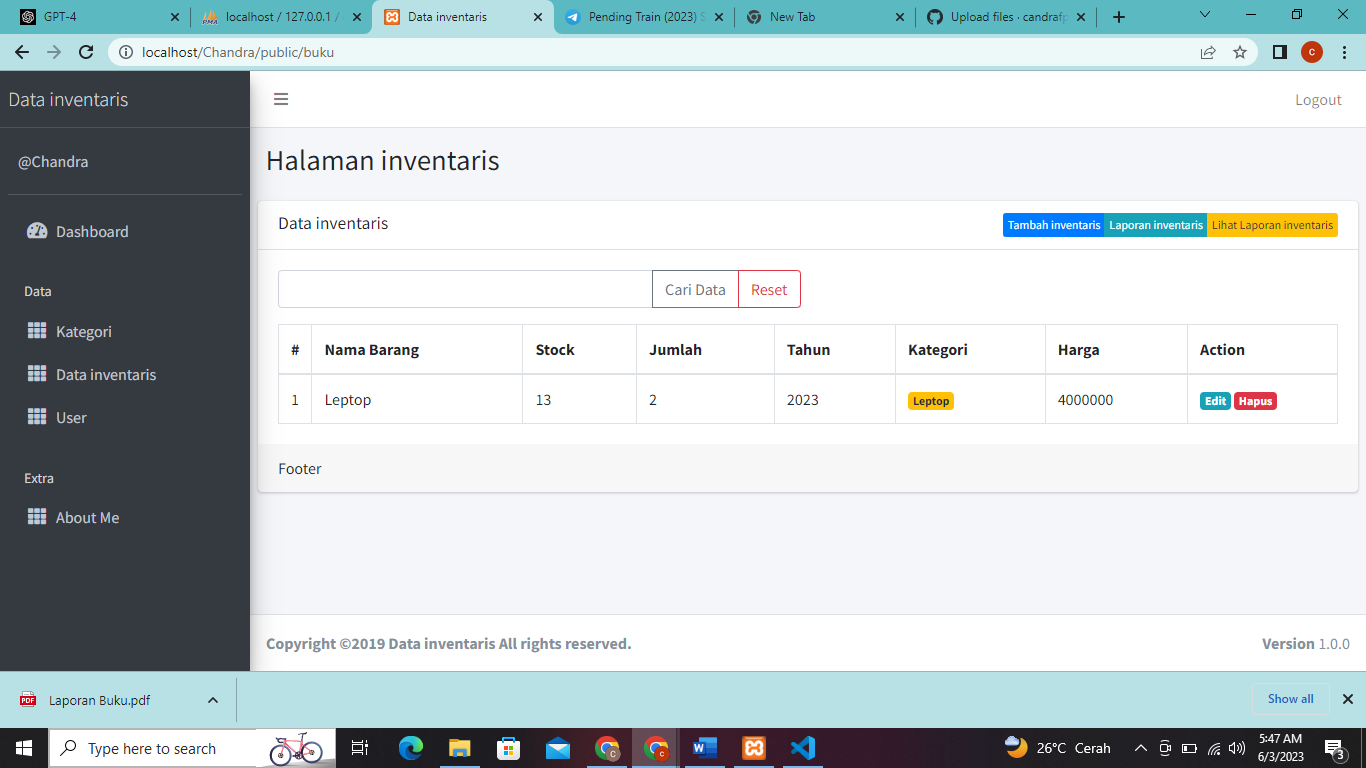 GPT-4
localhost / 127.0.0.1 /
Data inventaris
Pending Train (2023) S
New Tab
Upload files · candrafp
localhost/Chandra/public/buku
c
Data inventaris
Logout
@Chandra
Halaman inventaris
Dashboard
Data inventaris
Tambah inventaris
Laporan inventaris
Lihat Laporan inventaris
Data
Cari Data
Reset
Kategori
Data inventaris
User
# Nama Barang Stock Jumlah Tahun Kategori Harga Action
1 Leptop 13 2 2023 Leptop 4000000 Edit Hapus
Footer
Extra
About Me
Copyright ©2019 Data inventaris All rights reserved.
Version 1.0.0
PDF
Laporan Buku.pdf
Show all
Type here to search
26°C Cerah
5:47 AM
6/3/2023
3